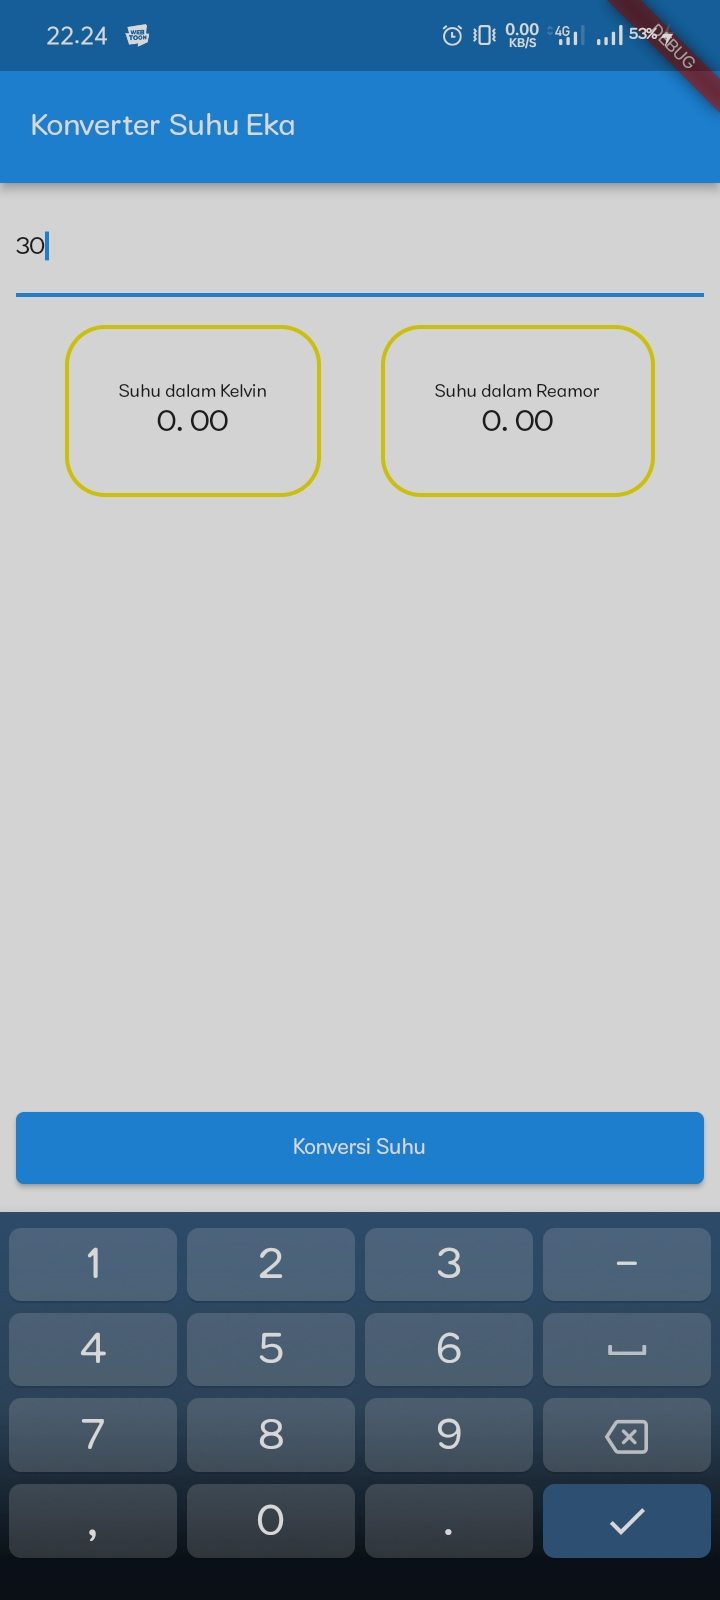 22.24 WEB TOON 0.00 KB/S 4G 53% DEBUG
Konverter Suhu Eka
30
Suhu dalam Kelvin Suhu dalam Reamor
0.00 0.00
Konversi Suhu
1 2 3 –
4 5 6
7 8 9
, 0 .